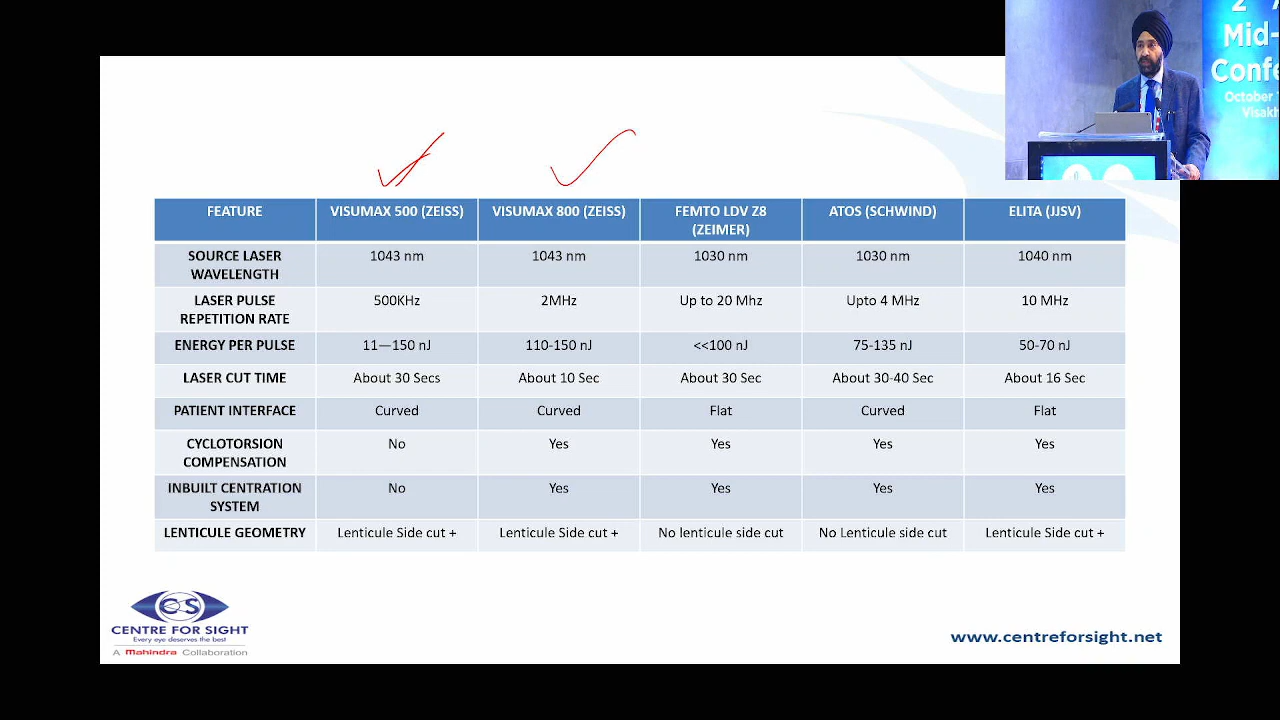 2
Mid-
Confe
October
Visakh
FEATURE VISUMAX 500 (ZEISS) VISUMAX 800 (ZEISS) FEMTO LDV Z8 (ZEIMER) ATOS (SCHWIND) ELITA (JJSV)
SOURCE LASER WAVELENGTH 1043 nm 1043 nm 1030 nm 1030 nm 1040 nm
LASER PULSE REPETITION RATE 500KHz 2MHz Up to 20 Mhz Upto 4 MHz 10 MHz
ENERGY PER PULSE 11—150 nJ 110-150 nJ <<100 nJ 75-135 nJ 50-70 nJ
LASER CUT TIME About 30 Secs About 10 Sec About 30 Sec About 30-40 Sec About 16 Sec
PATIENT INTERFACE Curved Curved Flat Curved Flat
CYCLOTORSION COMPENSATION No Yes Yes Yes Yes
INBUILT CENTRATION SYSTEM No Yes Yes Yes Yes
LENTICULE GEOMETRY Lenticule Side cut + Lenticule Side cut + No lenticule side cut No Lenticule side cut Lenticule Side cut +
CS
CENTRE FOR SIGHT
Every eye deserves the best
A Mahindra Collaboration
www.centreforsight.net